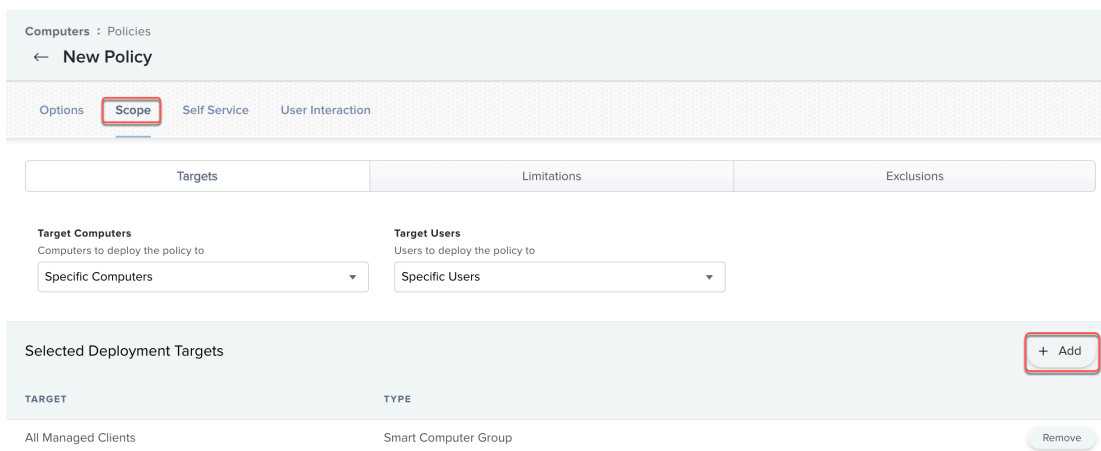 Computers : Policies
← New Policy
Options Scope Self Service User Interaction
Targets Limitations Exclusions
Target Computers Target Users
Computers to deploy the policy to Users to deploy the policy to
Specific Computers Specific Users
Selected Deployment Targets + Add
TARGET TYPE
All Managed Clients Smart Computer Group Remove